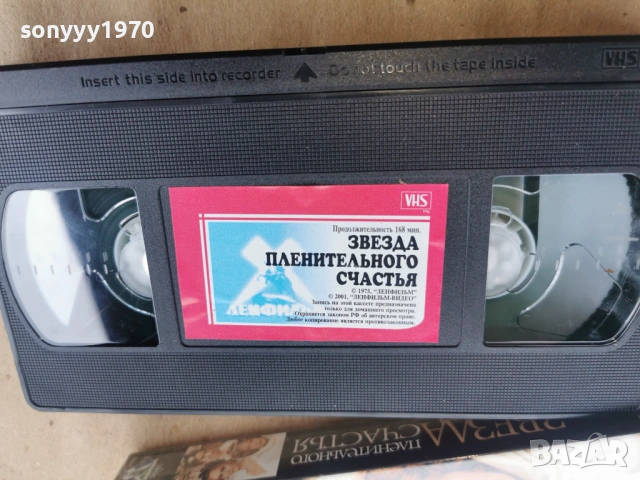 sonyyy1970
Insert this side into recorder
Do not touch the tape inside
VHS
VHS
Продолжительность 168 мин.
ЗВЕЗДА
ПЛЕНИТЕЛЬНОГО
СЧАСТЬЯ
© 1975, "ЛЕНФИЛЬМ"
© 2001, "ЛЕНФИЛЬМ-ВИДЕО"
Запись на этой кассете предназначена
только для домашнего просмотра.
Охраняется законом РФ об авторском праве.
Любое копирование является противозаконным.
ЛЕНФИЛ
ЗВЕЗДА
ПЛЕНИТЕЛЬНОГО
СЧАСТЬЯ
bazar